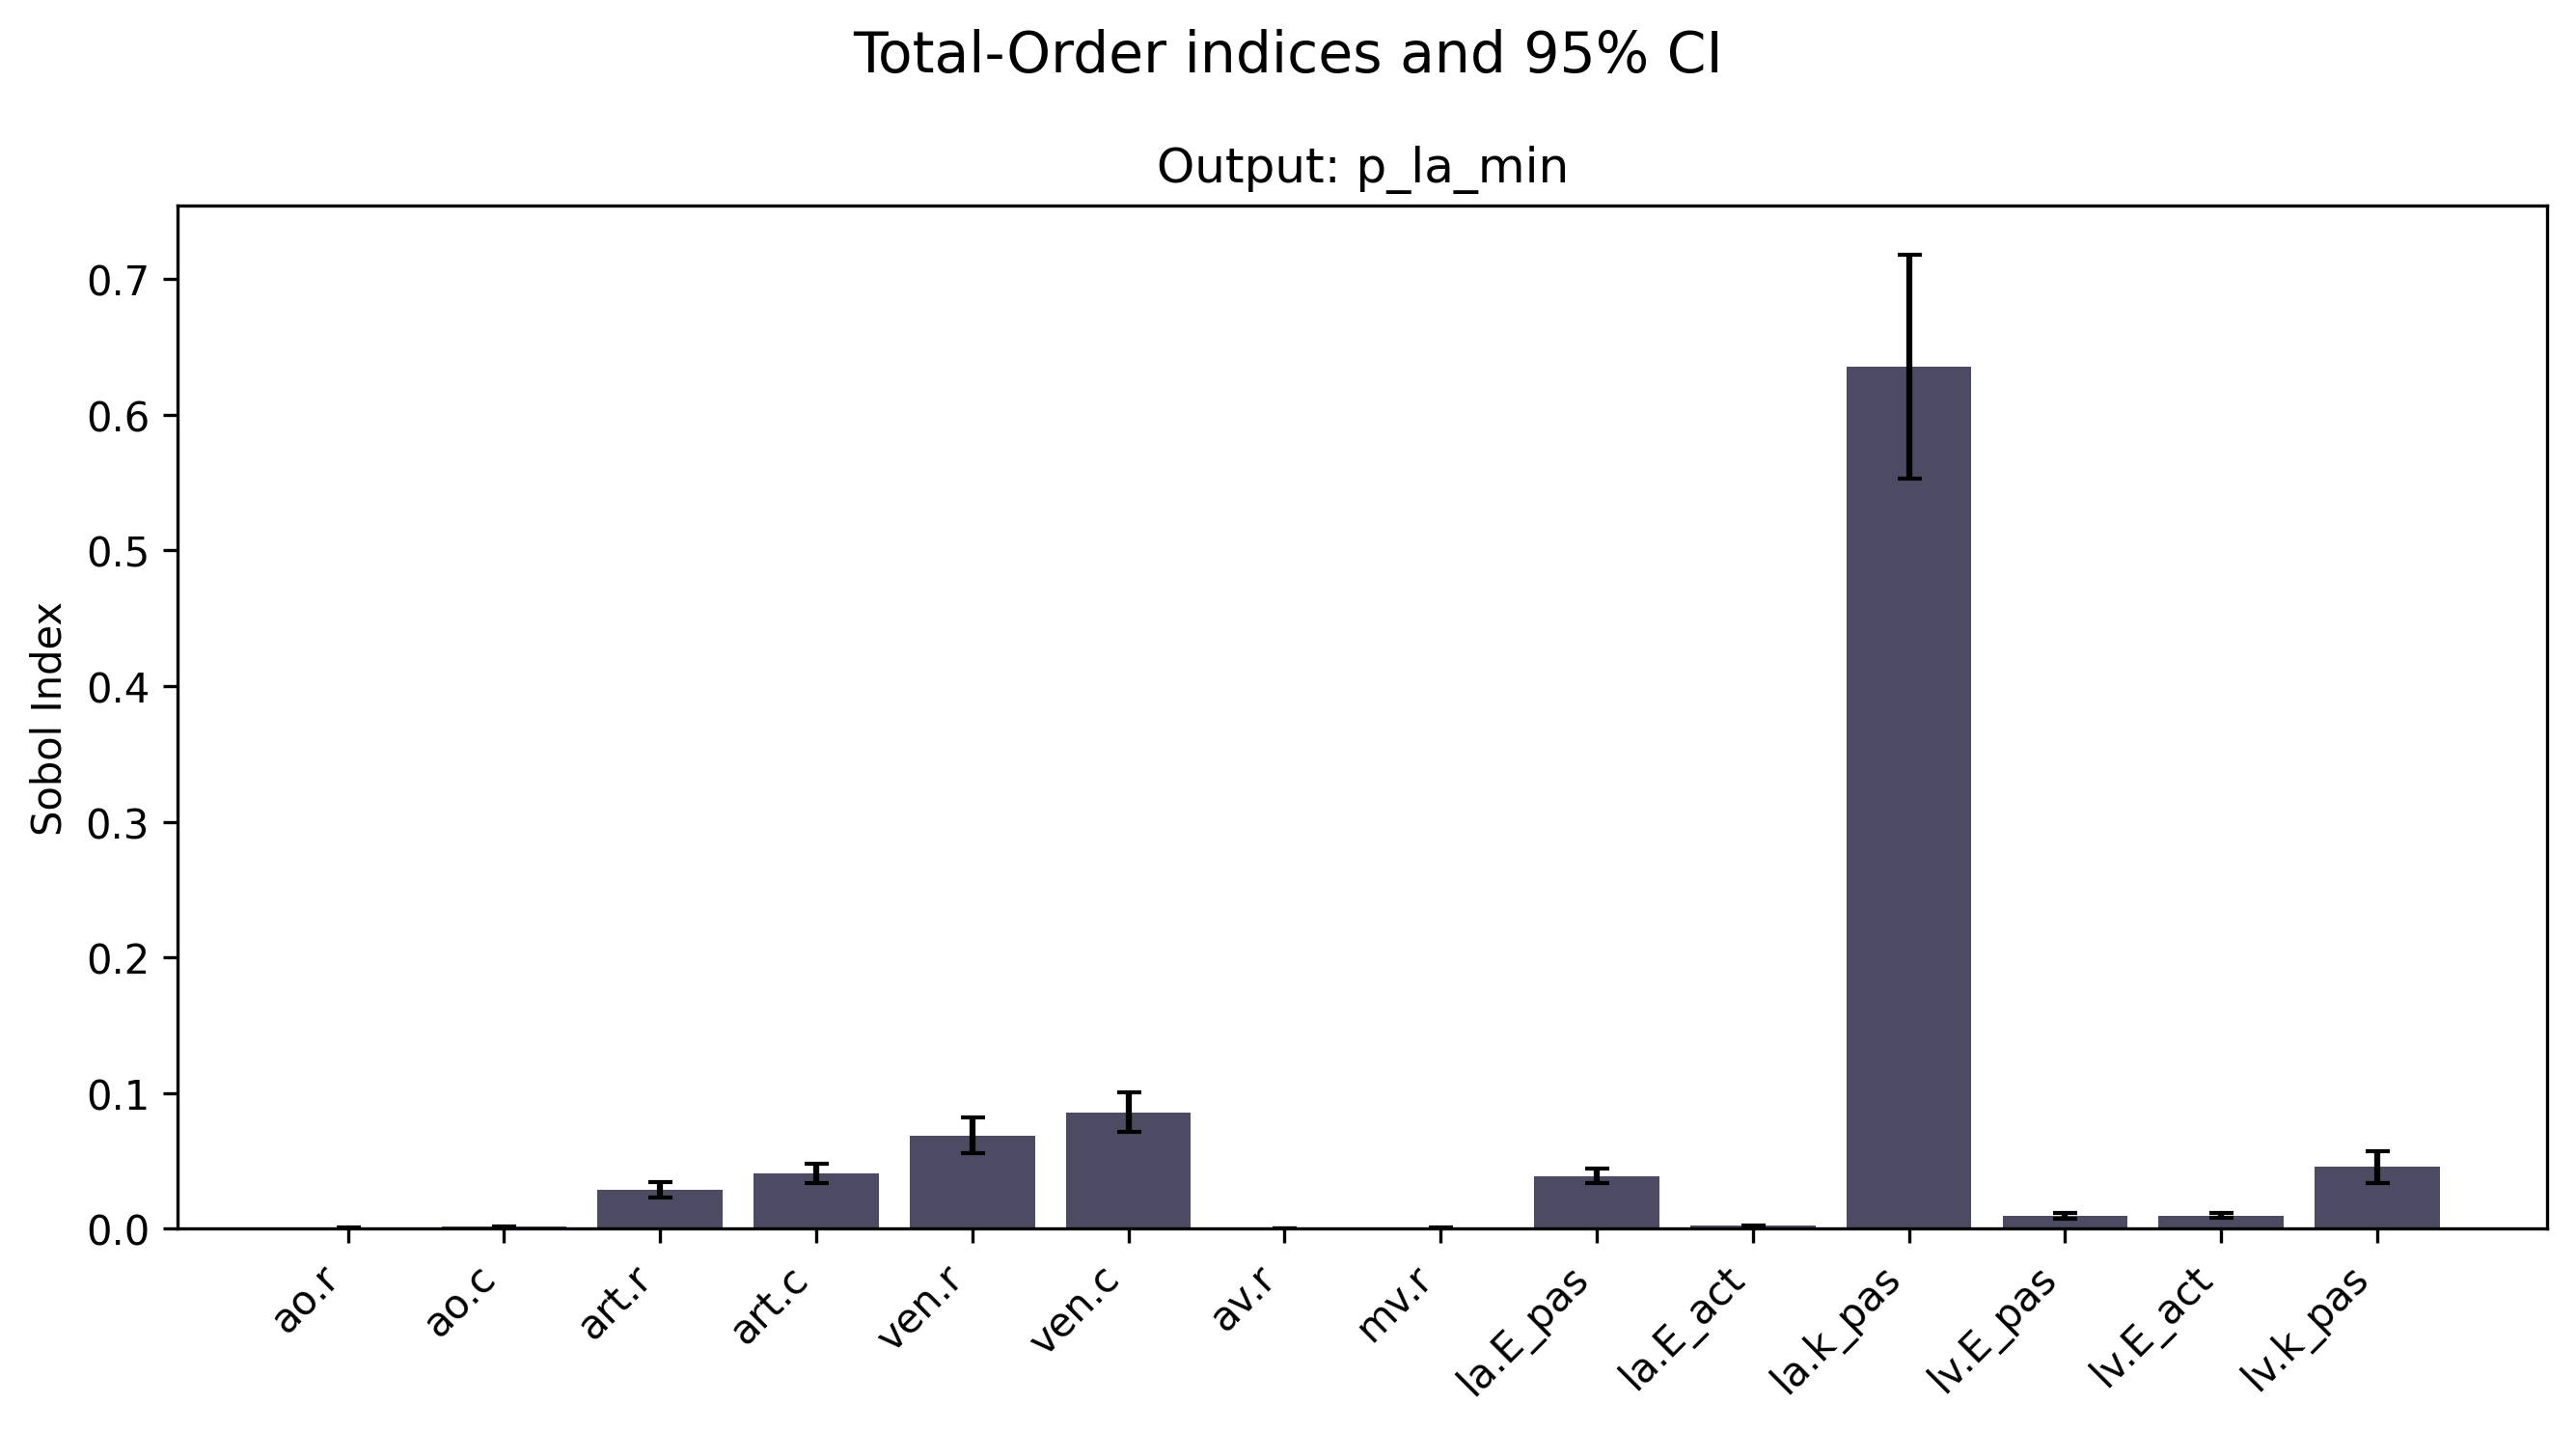 Total-Order indices and 95% CI
Output: p_la_min
Sobol Index
0.7
0.6
0.5
0.4
0.3
0.2
0.1
0.0
ao.r
ao.c
art.r
art.c
ven.r
ven.c
av.r
mv.r
la.E_pas
la.E_act
la.k_pas
lv.E_pas
lv.E_act
lv.k_pas